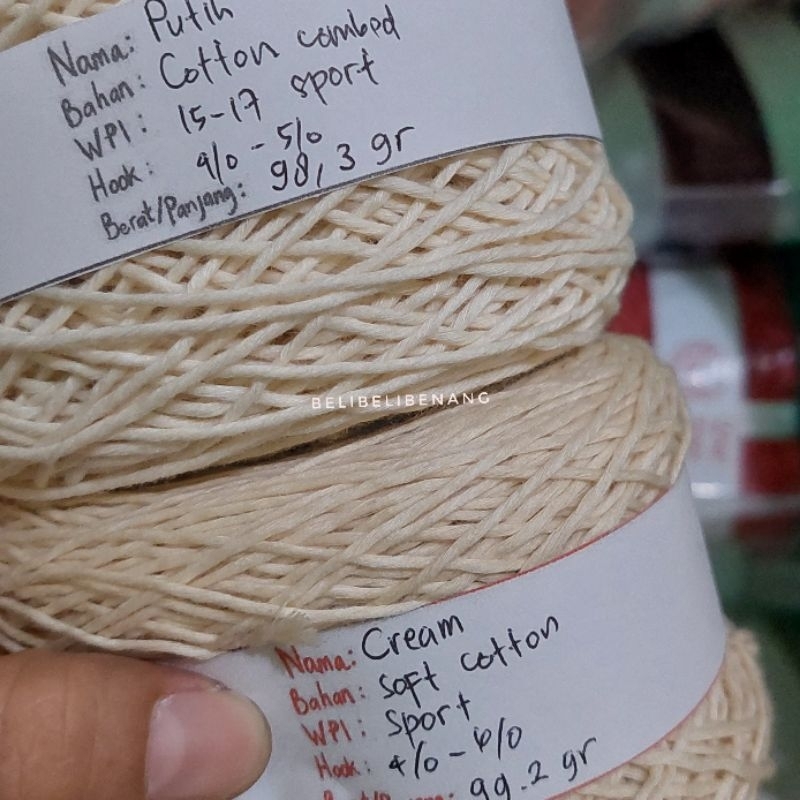 Nama: Putih
Bahan: Cotton combed
WPI: 15-17 sport
Hook: 4/0 - 5/0
Berat/Panjang: 98,3 gr
BELIBELIBENANG
Nama: Cream
Bahan: Soft cotton
WPI: Sport
Hook: 4/0 - 6/0
99.2 gr